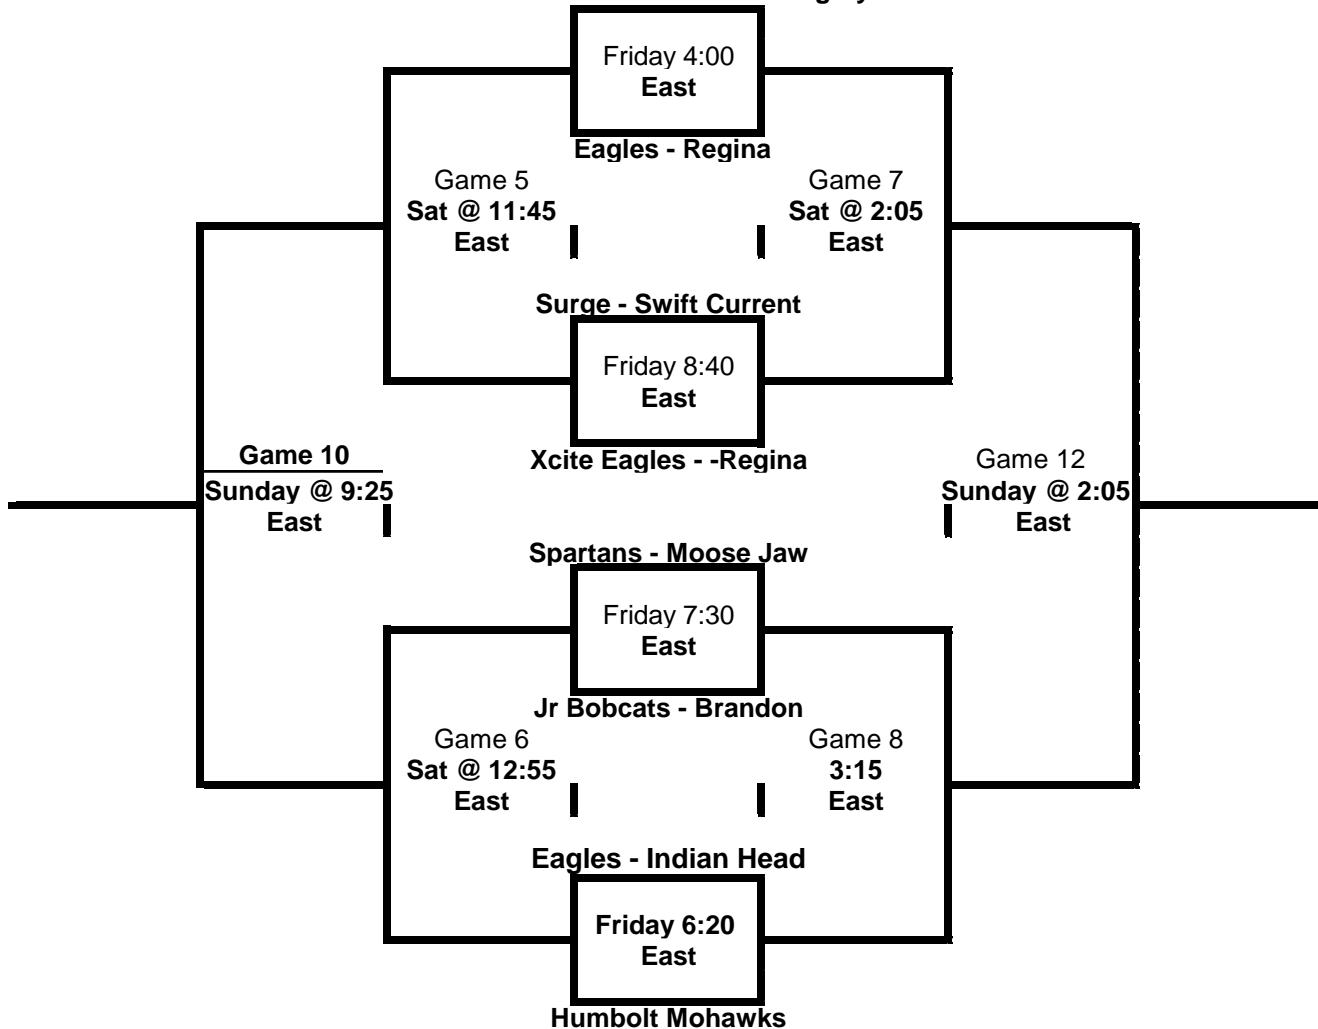 Friday 4:00
East
Eagles - Regina
Game 5
Sat @ 11:45
East
Game 7
Sat @ 2:05
East
Surge - Swift Current
Friday 8:40
East
Xcite Eagles - -Regina
Game 10
Sunday @ 9:25
East
Game 12
Sunday @ 2:05
East
Spartans - Moose Jaw
Friday 7:30
East
Jr Bobcats - Brandon
Game 6
Sat @ 12:55
East
Game 8
3:15
East
Eagles - Indian Head
Friday 6:20
East
Humbolt Mohawks